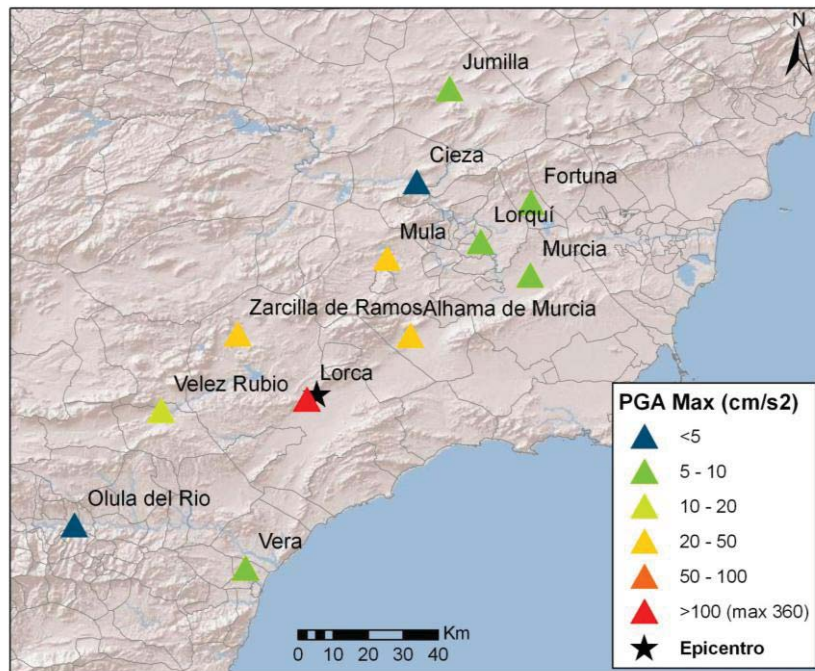 N
Jumilla
Cieza
Fortuna
Lorquí
Mula
Murcia
Zarcilla de Ramos
Alhama de Murcia
Lorca
Velez Rubio
Olula del Rio
Vera
Km
0 10 20 30 40
PGA Max (cm/s2)
<5
5 - 10
10 - 20
20 - 50
50 - 100
>100 (max 360)
Epicentro